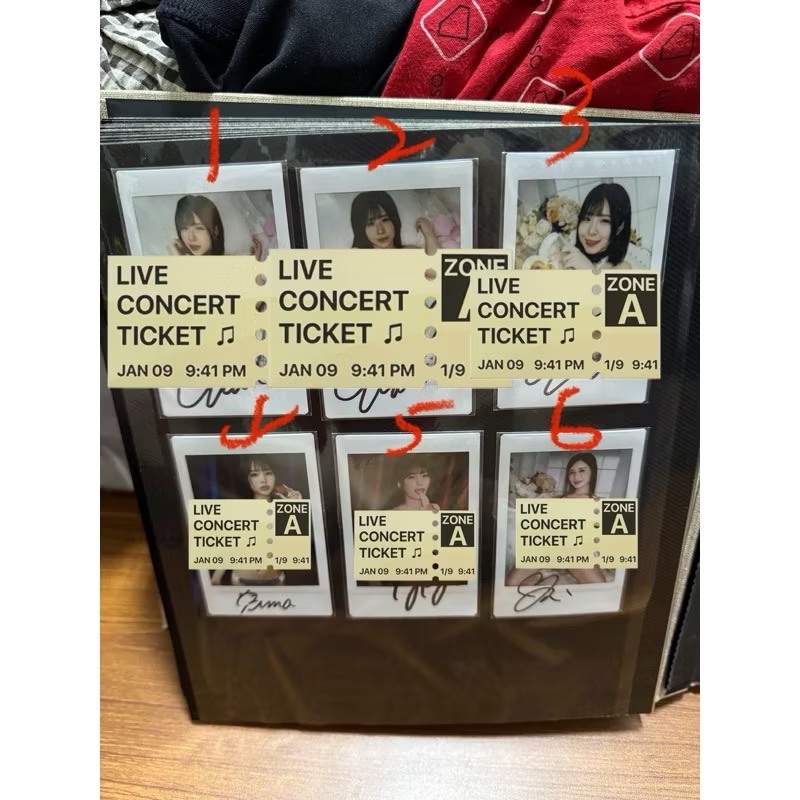 1
2
3
LIVE
CONCERT
TICKET ♫
JAN 09 9:41 PM
LIVE
CONCERT
TICKET ♫
JAN 09 9:41 PM
ZONE
A
1/9
LIVE
CONCERT
TICKET ♫
JAN 09 9:41 PM
ZONE
A
1/9 9:41
4
5
6
LIVE
CONCERT
TICKET ♫
JAN 09 9:41 PM
ZONE
A
1/9 9:41
LIVE
CONCERT
TICKET ♫
JAN 09 9:41 PM
ZONE
A
1/9 9:41
LIVE
CONCERT
TICKET ♫
JAN 09 9:41 PM
ZONE
A
1/9 9:41